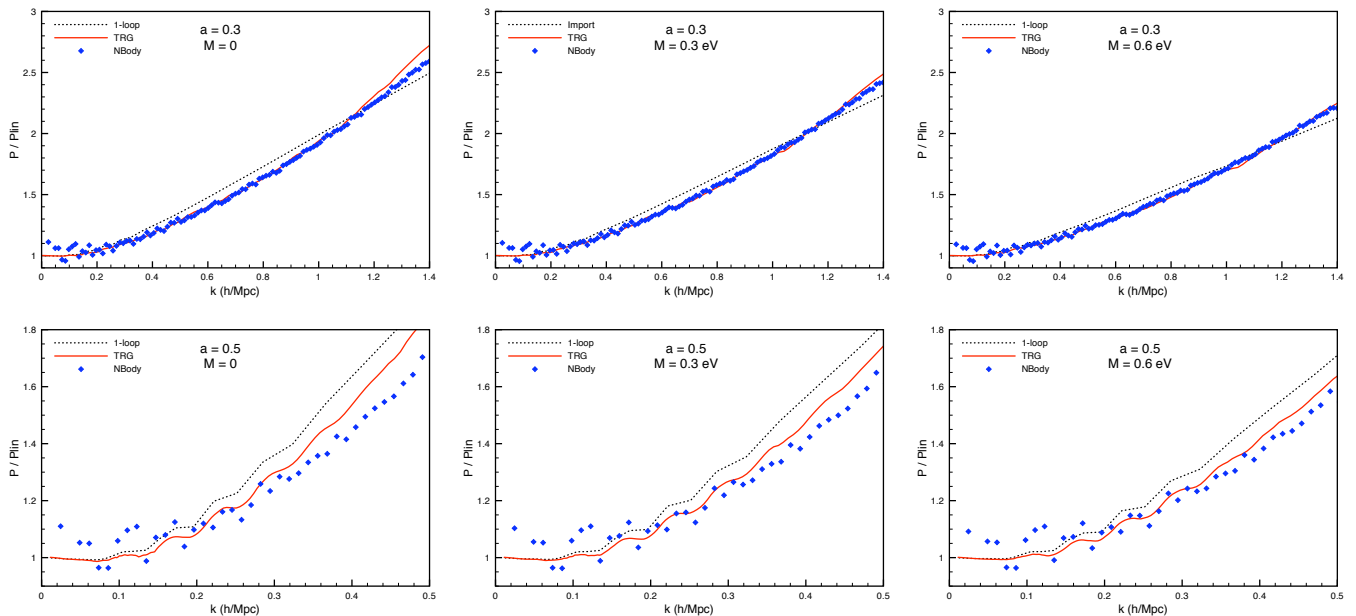 1-loop
TRG
NBody
a = 0.3
M = 0
P / Plin
3
2.5
2
1.5
1
0 0.2 0.4 0.6 0.8 1 1.2 1.4
k (h/Mpc)
Import
TRG
NBody
a = 0.3
M = 0.3 eV
P / Plin
3
2.5
2
1.5
1
0 0.2 0.4 0.6 0.8 1 1.2 1.4
k (h/Mpc)
1-loop
TRG
NBody
a = 0.3
M = 0.6 eV
P / Plin
3
2.5
2
1.5
1
0 0.2 0.4 0.6 0.8 1 1.2 1.4
k (h/Mpc)
1-loop
TRG
NBody
a = 0.5
M = 0
P / Plin
1.8
1.6
1.4
1.2
1
0 0.1 0.2 0.3 0.4 0.5
k (h/Mpc)
1-loop
TRG
NBody
a = 0.5
M = 0.3 eV
P / Plin
1.8
1.6
1.4
1.2
1
0 0.1 0.2 0.3 0.4 0.5
k (h/Mpc)
1-loop
TRG
NBody
a = 0.5
M = 0.6 eV
P / Plin
1.8
1.6
1.4
1.2
1
0 0.1 0.2 0.3 0.4 0.5
k (h/Mpc)